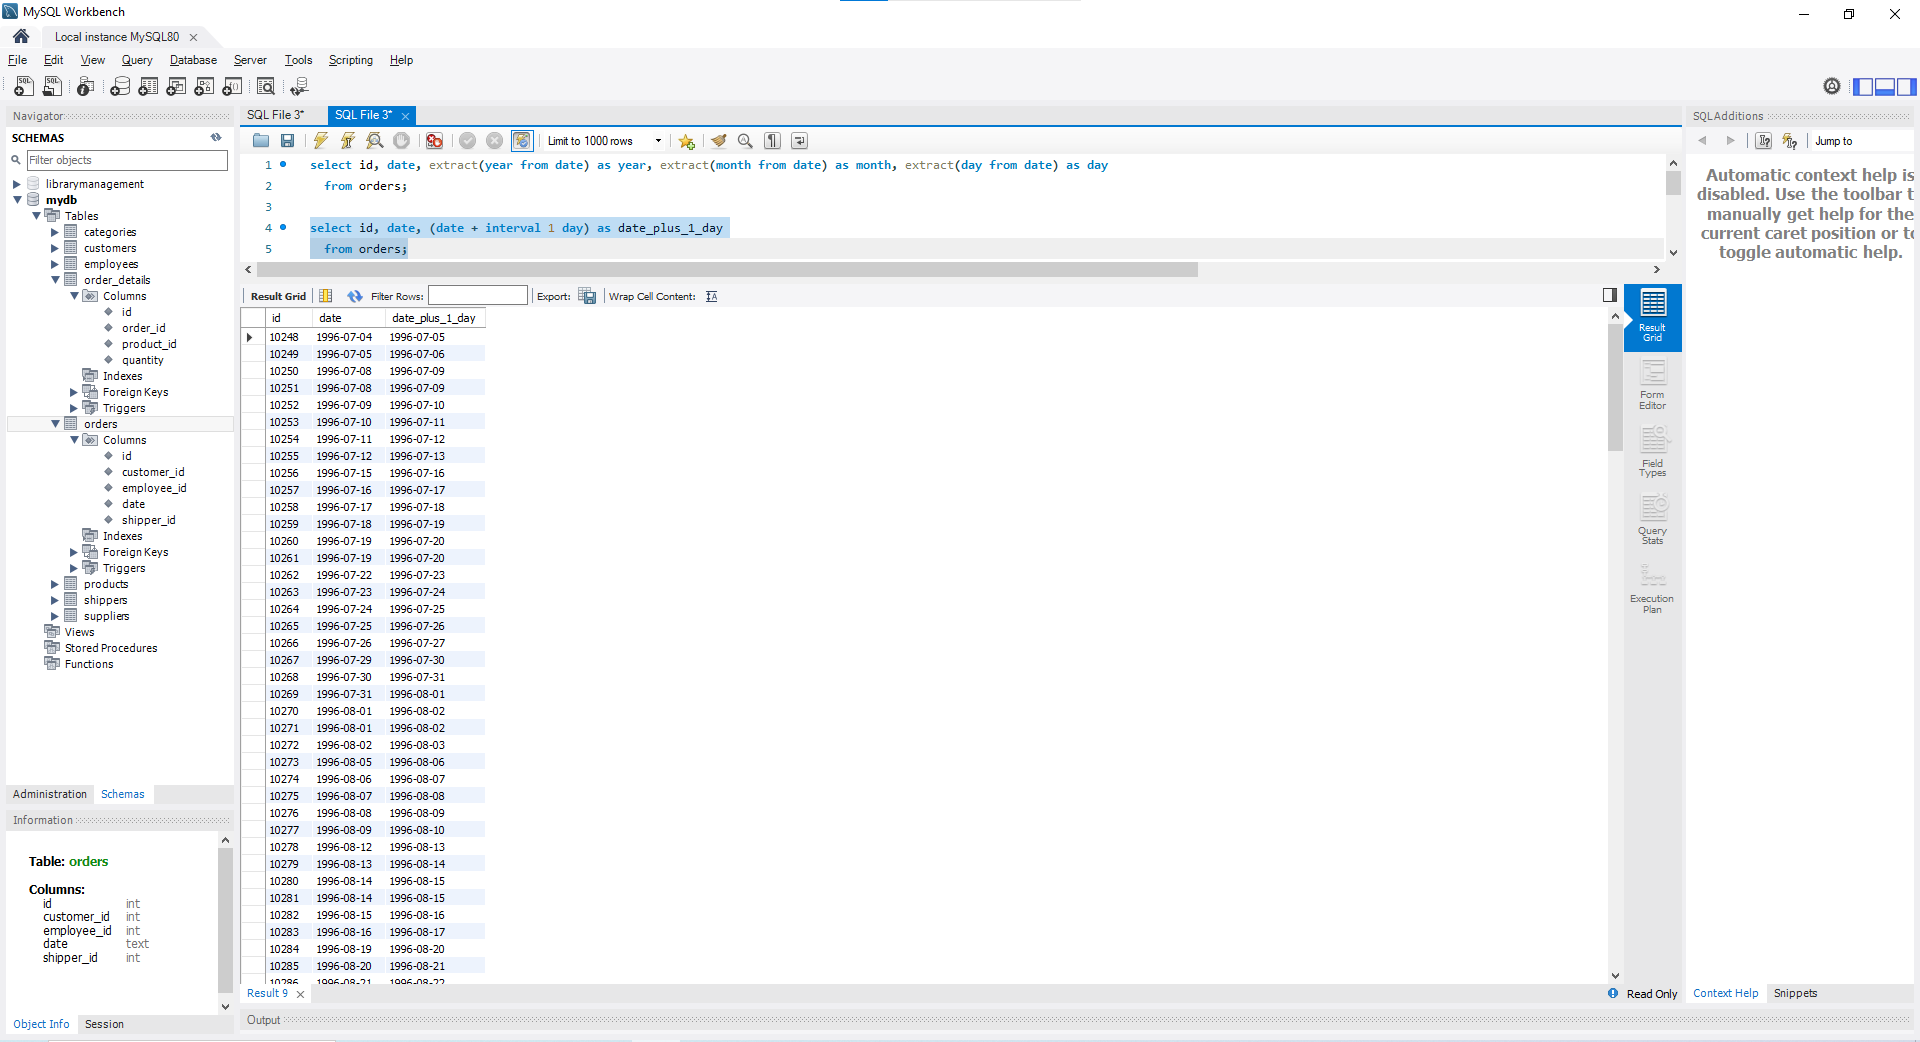 MySQL Workbench
Local instance MySQL80
File Edit View Query Database Server Tools Scripting Help
Navigator
SCHEMAS
Filter objects
librarymanagement
mydb
Tables
categories
customers
employees
order_details
Columns
id
order_id
product_id
quantity
Indexes
Foreign Keys
Triggers
orders
Columns
id
customer_id
employee_id
date
shipper_id
Indexes
Foreign Keys
Triggers
products
shippers
suppliers
Views
Stored Procedures
Functions
Administration Schemas
Information
Table: orders
Columns:
id int
customer_id int
employee_id int
date text
shipper_id int
Object Info Session
SQL File 3* SQL File 3*
Limit to 1000 rows
1 select id, date, extract(year from date) as year, extract(month from date) as month, extract(day from date) as day
2 from orders;
3
4 select id, date, (date + interval 1 day) as date_plus_1_day
5 from orders;
Result Grid Filter Rows: Export: Wrap Cell Content:
id date date_plus_1_day
10248 1996-07-04 1996-07-05
10249 1996-07-05 1996-07-06
10250 1996-07-08 1996-07-09
10251 1996-07-08 1996-07-09
10252 1996-07-09 1996-07-10
10253 1996-07-10 1996-07-11
10254 1996-07-11 1996-07-12
10255 1996-07-12 1996-07-13
10256 1996-07-15 1996-07-16
10257 1996-07-16 1996-07-17
10258 1996-07-17 1996-07-18
10259 1996-07-18 1996-07-19
10260 1996-07-19 1996-07-20
10261 1996-07-19 1996-07-20
10262 1996-07-22 1996-07-23
10263 1996-07-23 1996-07-24
10264 1996-07-24 1996-07-25
10265 1996-07-25 1996-07-26
10266 1996-07-26 1996-07-27
10267 1996-07-29 1996-07-30
10268 1996-07-30 1996-07-31
10269 1996-07-31 1996-08-01
10270 1996-08-01 1996-08-02
10271 1996-08-01 1996-08-02
10272 1996-08-02 1996-08-03
10273 1996-08-05 1996-08-06
10274 1996-08-06 1996-08-07
10275 1996-08-07 1996-08-08
10276 1996-08-08 1996-08-09
10277 1996-08-09 1996-08-10
10278 1996-08-12 1996-08-13
10279 1996-08-13 1996-08-14
10280 1996-08-14 1996-08-15
10281 1996-08-14 1996-08-15
10282 1996-08-15 1996-08-16
10283 1996-08-16 1996-08-17
10284 1996-08-19 1996-08-20
10285 1996-08-20 1996-08-21
10286 1996-08-21 1996-08-22
Result 9
Read Only
Output
Result
Grid
Form
Editor
Field
Types
Query
Stats
Execution
Plan
SQLAdditions
Jump to
Automatic context help is
disabled. Use the toolbar t
manually get help for the
current caret position or to
toggle automatic help.
Context Help Snippets